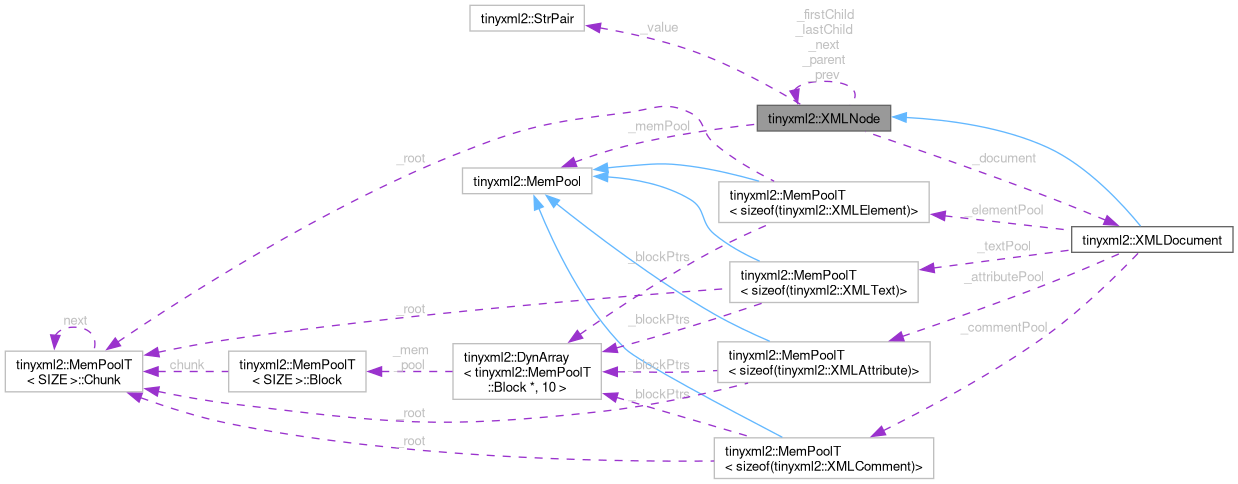 _firstChild
_lastChild
_next
_parent
_prev
tinyxml2::StrPair
_value
tinyxml2::XMLNode
_memPool
_root
_document
tinyxml2::MemPool
tinyxml2::MemPoolT
< sizeof(tinyxml2::XMLElement)>
_elementPool
tinyxml2::XMLDocument
_textPool
_blockPtrs
tinyxml2::MemPoolT
< sizeof(tinyxml2::XMLText)>
_attributePool
_root
_blockPtrs
next
_commentPool
tinyxml2::MemPoolT
< SIZE >::Chunk
chunk
tinyxml2::MemPoolT
< SIZE >::Block
_mem
_pool
tinyxml2::DynArray
< tinyxml2::MemPoolT
::Block *, 10 >
_blockPtrs
tinyxml2::MemPoolT
< sizeof(tinyxml2::XMLAttribute)>
_blockPtrs
_root
_root
tinyxml2::MemPoolT
< sizeof(tinyxml2::XMLComment)>